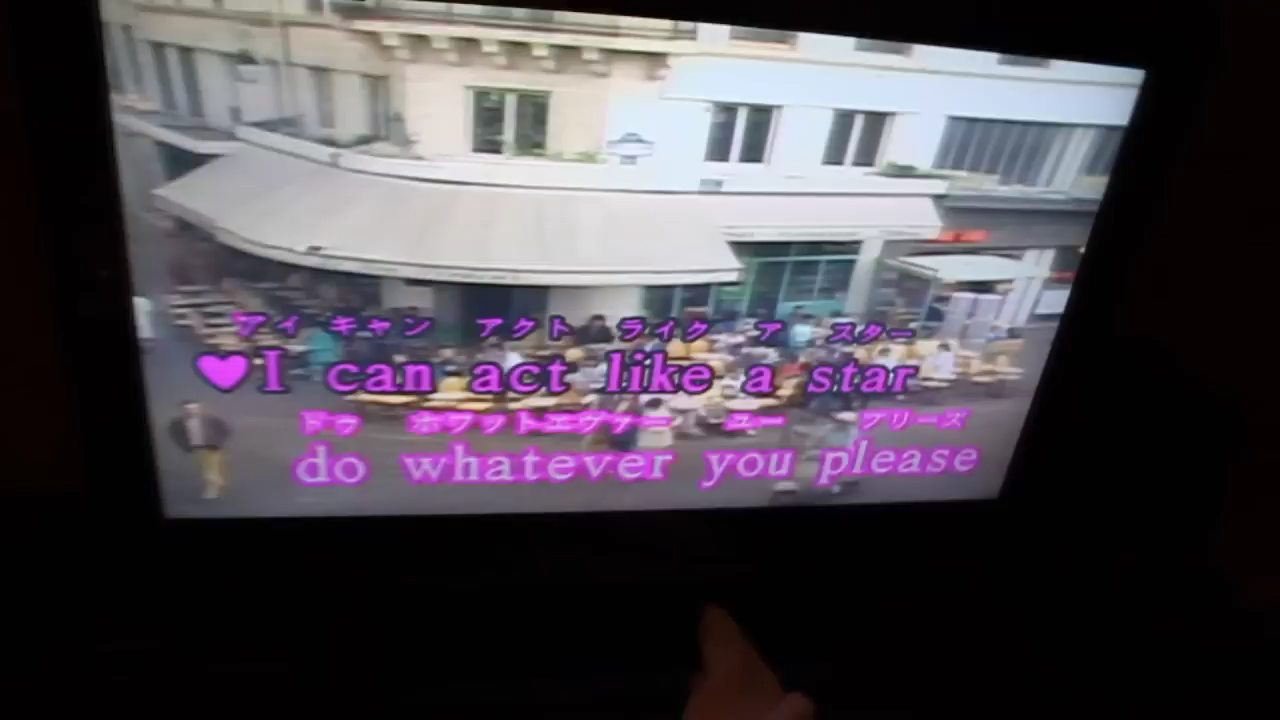 アイ キャン アクト ライク ア スター
♥I can act like a star
ドゥ ホワットエヴァー ユー プリーズ
do whatever you please